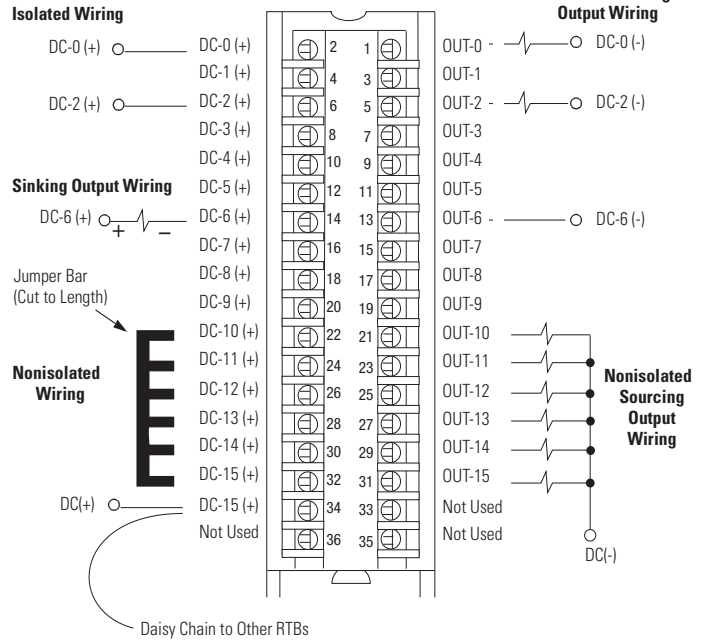 Isolated Wiring
Output Wiring
DC-0 (+) DC-0 (+) 2 1 OUT-0 DC-0 (-)
DC-1 (+) 4 3 OUT-1
DC-2 (+) DC-2 (+) 6 5 OUT-2 DC-2 (-)
DC-3 (+) 8 7 OUT-3
DC-4 (+) 10 9 OUT-4
Sinking Output Wiring
DC-5 (+) 12 11 OUT-5
DC-6 (+) + – DC-6 (+) 14 13 OUT-6 DC-6 (-)
DC-7 (+) 16 15 OUT-7
Jumper Bar
(Cut to Length)
DC-8 (+) 18 17 OUT-8
DC-9 (+) 20 19 OUT-9
DC-10 (+) 22 21 OUT-10
DC-11 (+) 24 23 OUT-11
Nonisolated
Wiring
DC-12 (+) 26 25 OUT-12
DC-13 (+) 28 27 OUT-13
DC-14 (+) 30 29 OUT-14
DC-15 (+) 32 31 OUT-15
Nonisolated
Sourcing
Output
Wiring
DC(+) DC-15 (+) 34 33 Not Used
Not Used 36 35 Not Used
DC(-)
Daisy Chain to Other RTBs